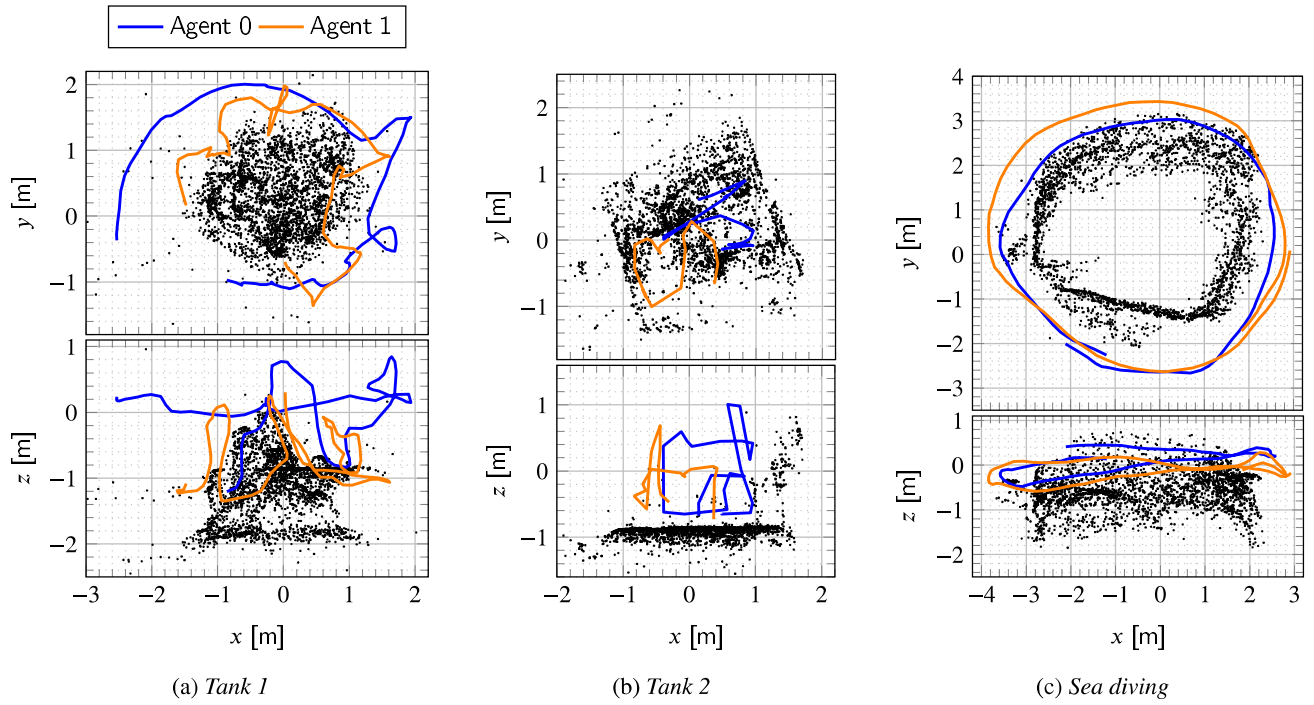 Agent 0 Agent 1
2
1
0
−1
y [m]
1
0
−1
−2
z [m]
−3 −2 −1 0 1 2
x [m]
(a) Tank 1
2
1
0
−1
y [m]
1
0
−1
z [m]
−2 −1 0 1 2
x [m]
(b) Tank 2
4
3
2
1
0
−1
−2
−3
y [m]
1
0
−1
−2
z [m]
−4 −3 −2 −1 0 1 2 3
x [m]
(c) Sea diving